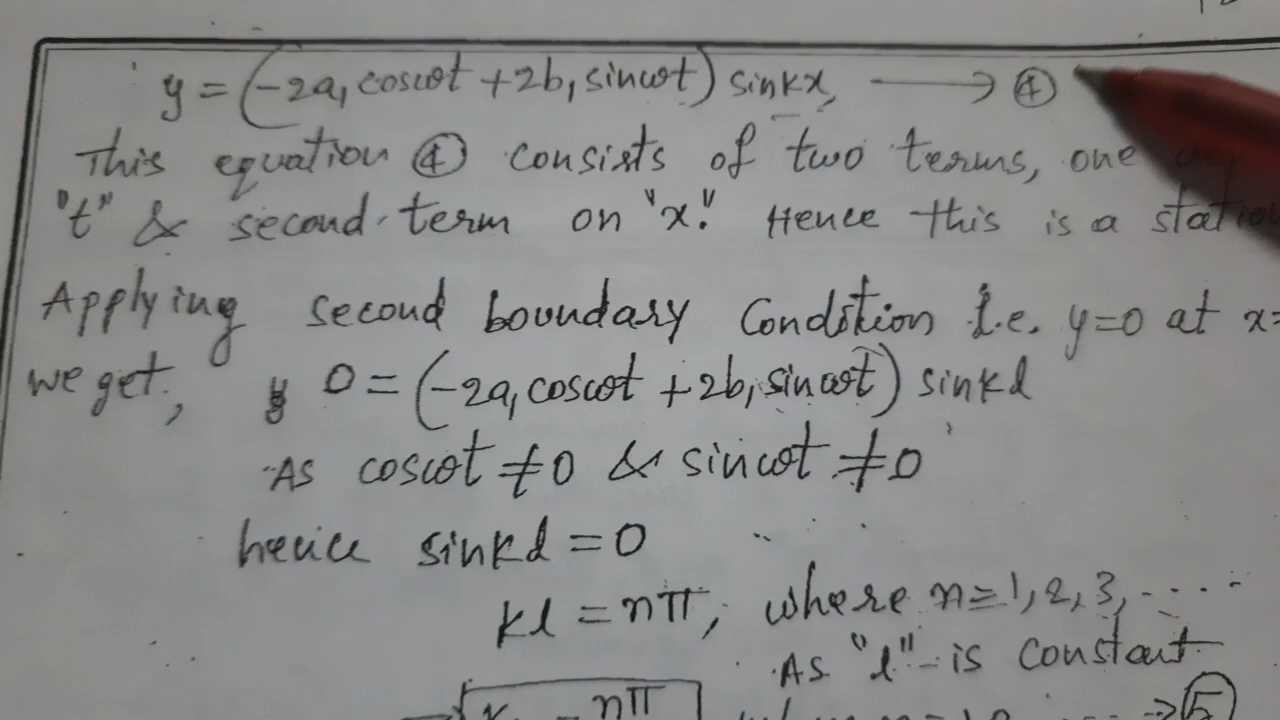 y = (-2a₁ cosωt + 2b₁ sinωt) sinkx, ⟶ ④
This equation ④ consists of two terms, one
"t" & second term on "x". Hence this is a
Applying second boundary Condition i.e. y=0 at x=
we get, 0 = (-2a₁ cosωt + 2b₁ sinωt) sinkl
As cosωt ≠ 0 & sinωt ≠ 0
hence sinkl = 0
kl = nπ, where n = 1, 2, 3, ....
As "l" is constant
nπ ⑤